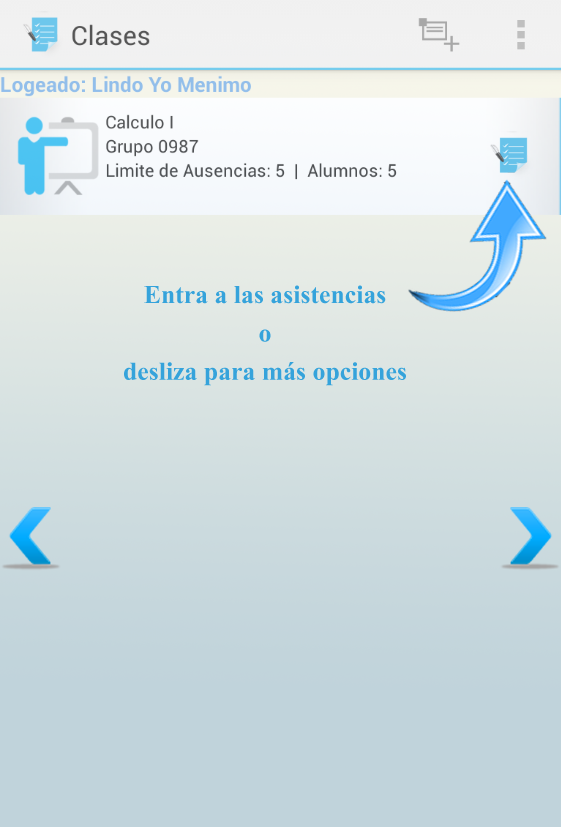 Clases
Logeado: Lindo Yo Menimo
Calculo I
Grupo 0987
Limite de Ausencias: 5 | Alumnos: 5
Entra a las asistencias
o
desliza para más opciones